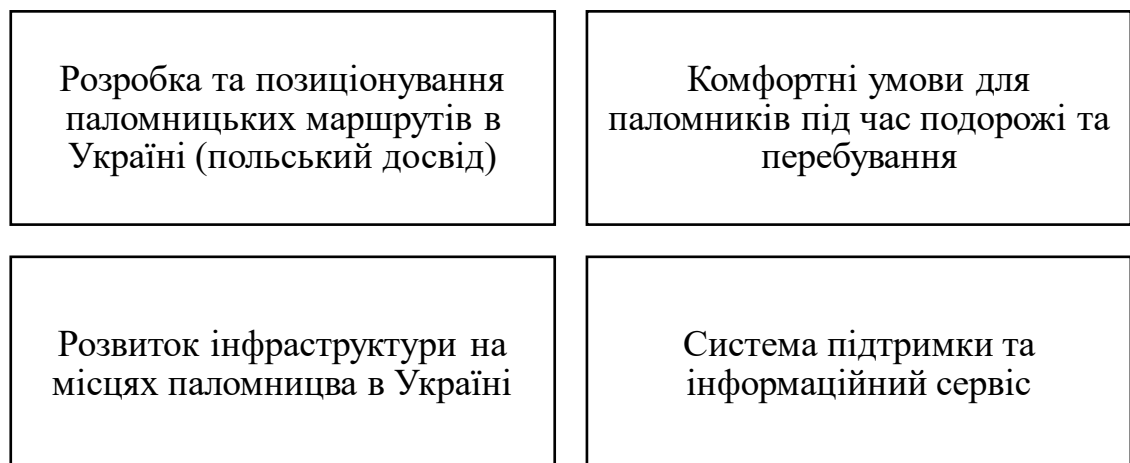 Розробка та позиціонування
паломницьких маршрутів в
Україні (польський досвід)
Комфортні умови для
паломників під час подорожі та
перебування
Розвиток інфраструктури на
місцях паломницва в Україні
Система підтримки та
інформаційний сервіс